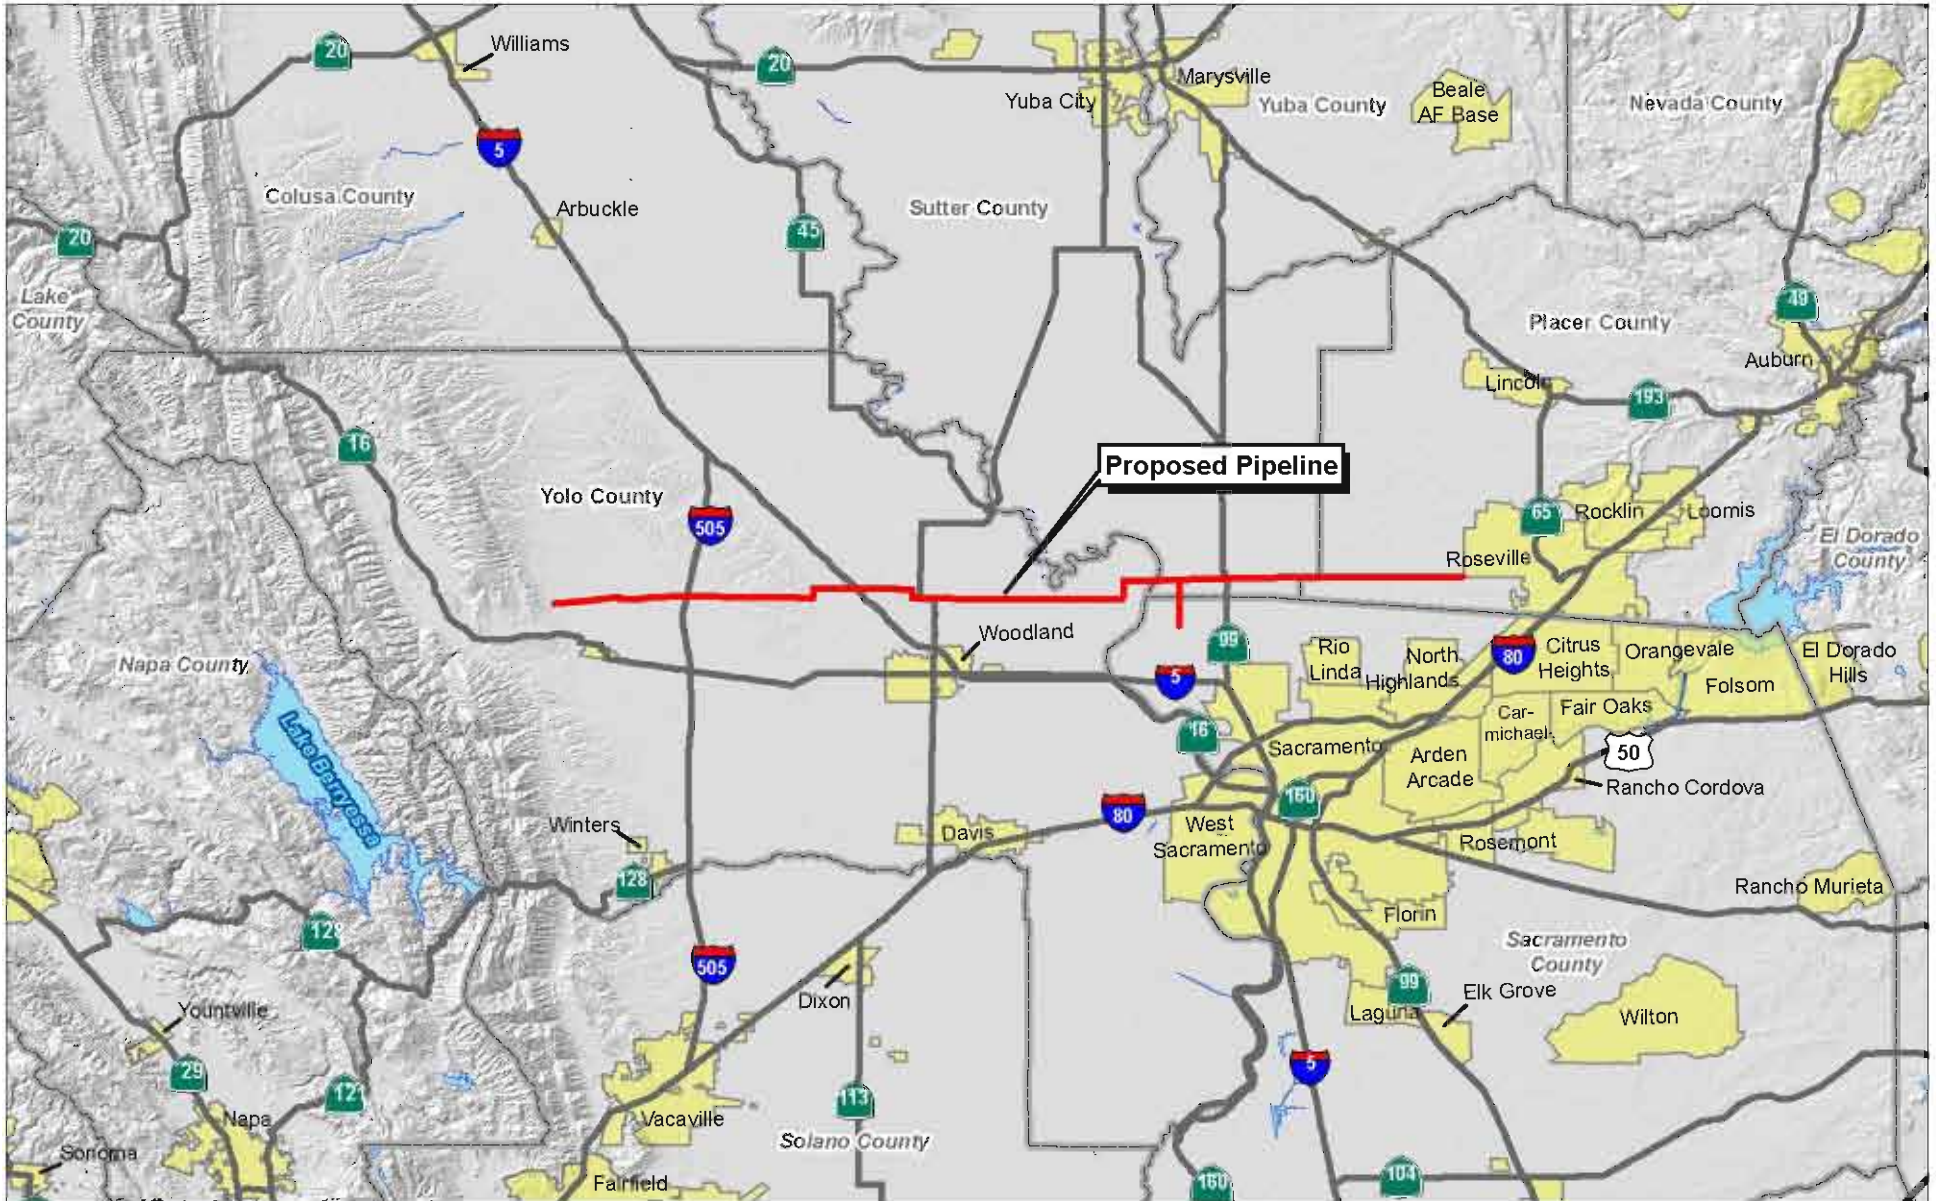 20
Williams
20
Marysville
Yuba City
Yuba County
Beale
AF Base
Nevada County
5
Colusa County
Arbuckle
45
Sutter County
20
Lake
County
49
Placer County
Auburn
Lincoln
193
16
Proposed Pipeline
Yolo County
505
65
Rocklin
Loomis
Roseville
El Dorado
County
Woodland
99
Rio
Linda
North
Highlands
80
Citrus
Heights
Orangevale
El Dorado
Hills
Napa County
5
Folsom
Fair Oaks
Car-
michael
16
Lake Berryessa
Sacramento
Arden
Arcade
50
Rancho Cordova
160
80
Winters
Davis
West
Sacramento
Rosemont
128
Rancho Murieta
128
Florin
Sacramento
County
505
Dixon
99
Elk Grove
Laguna
Wilton
Yountville
29
121
5
113
Napa
Vacaville
Solano County
Sonoma
Fairfield
160
104